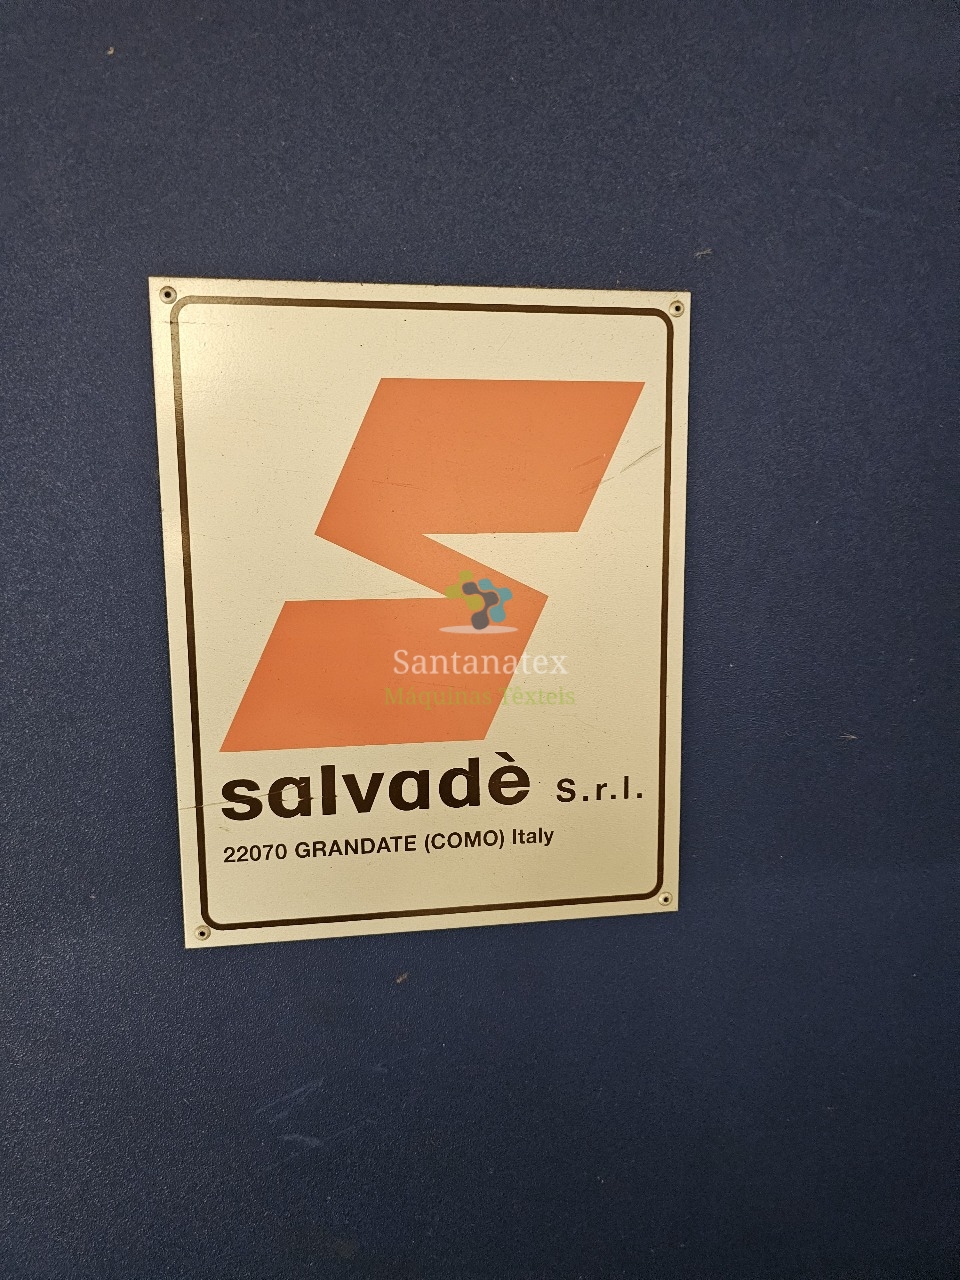 Santanatex
Máquinas Têxteis
salvadè S.r.l.
22070 GRANDATE (COMO) Italy